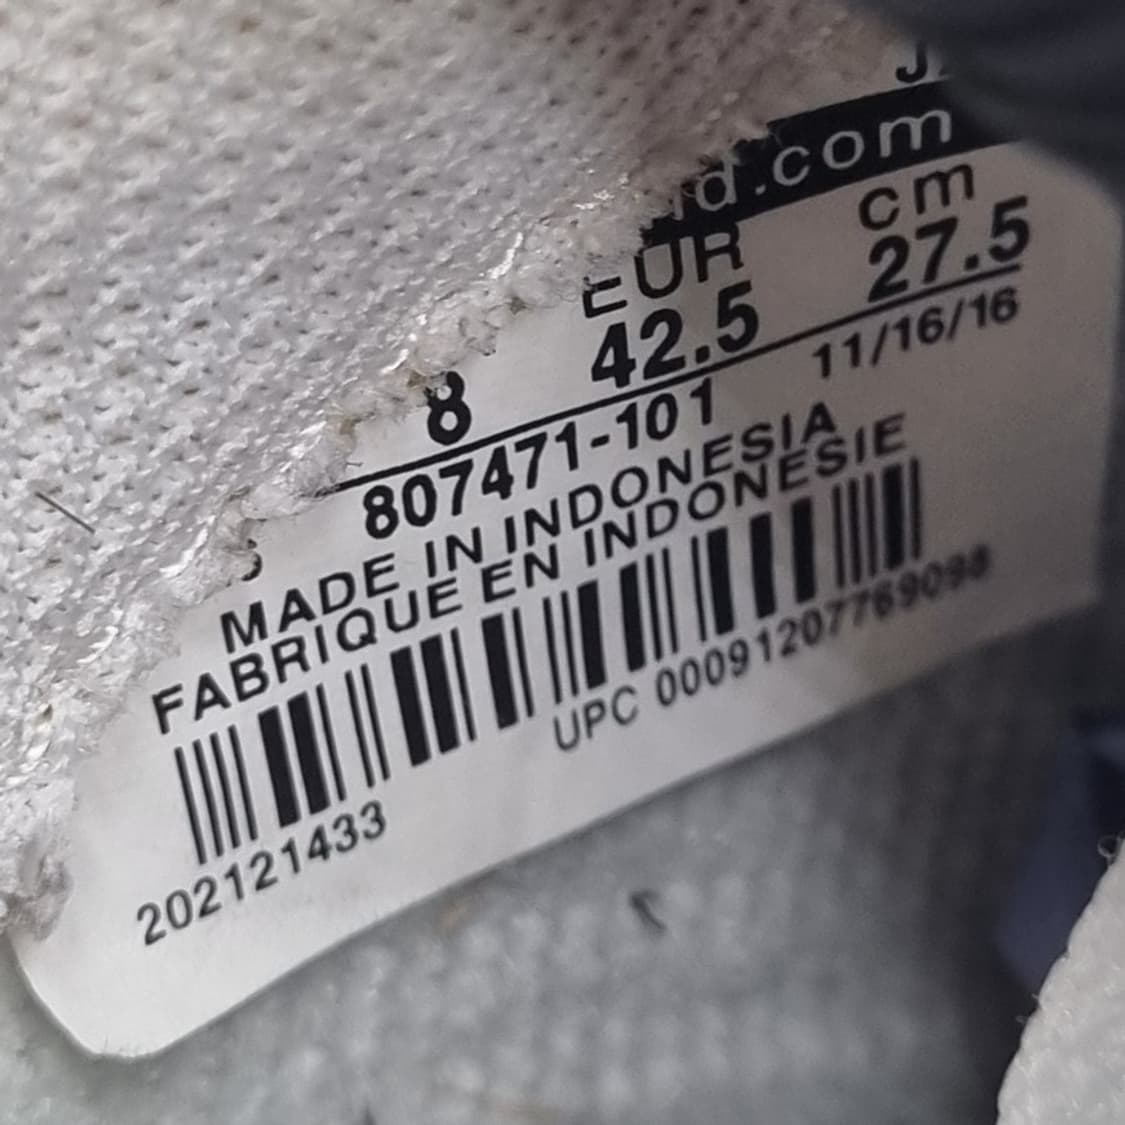 .com
EUR cm
8 42.5 27.5
807471-101 11/16/16
MADE IN INDONESIA
FABRIQUE EN INDONÉSIE
UPC 00091207769098
202121433